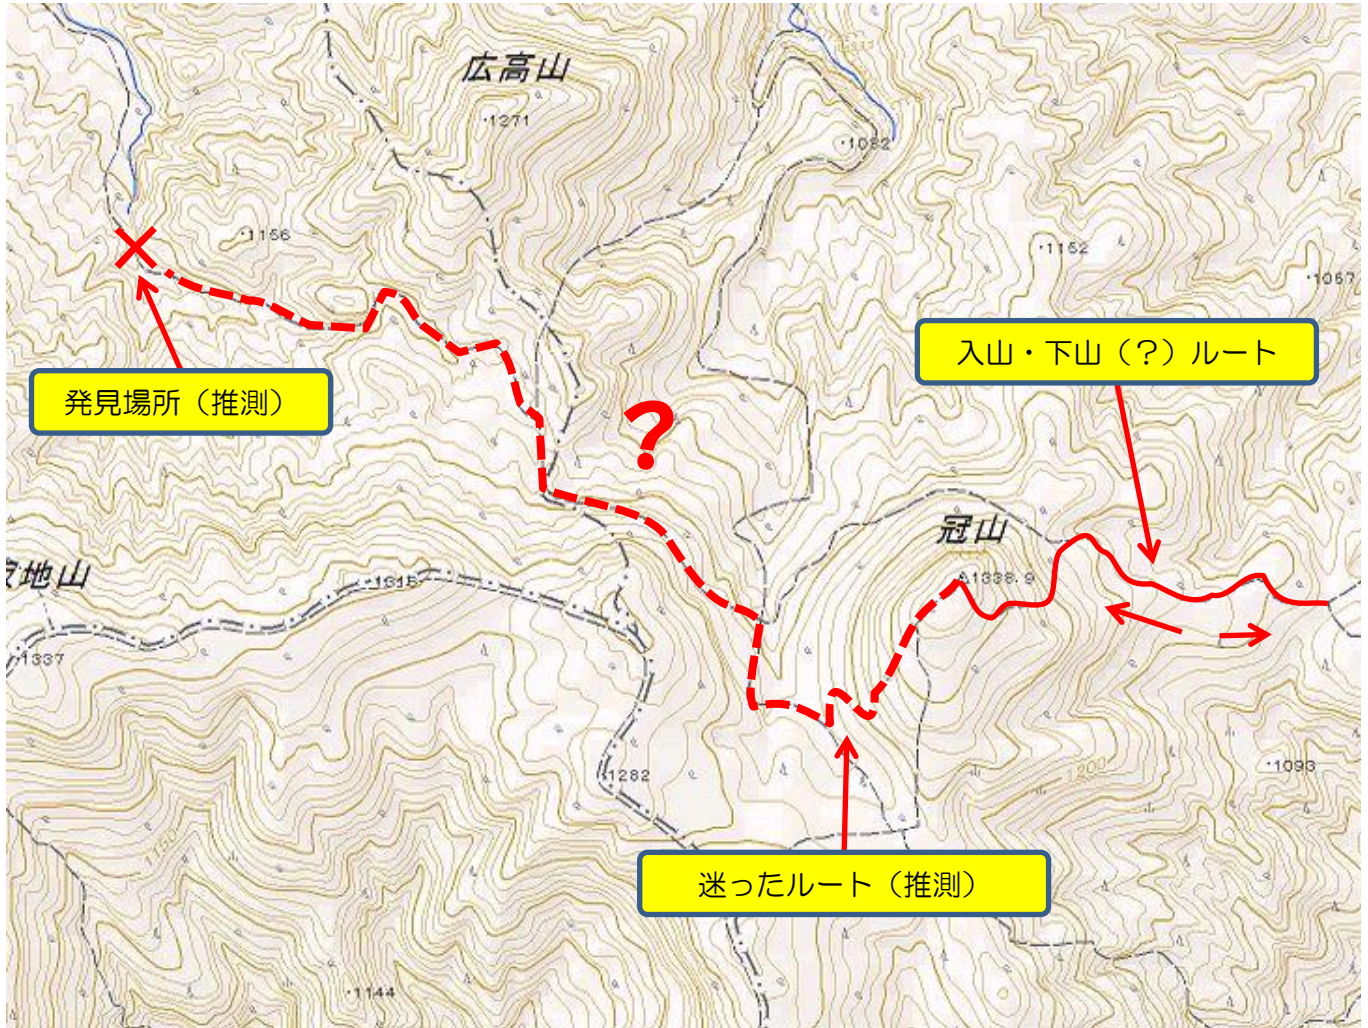 広高山
・1271
・1082
・1156
・1152
・1067
入山・下山（？）ルート
発見場所（推測）
？
冠山
1338.9
地山
・1316
・1337
・1282
1200
・1093
迷ったルート（推測）
・1144